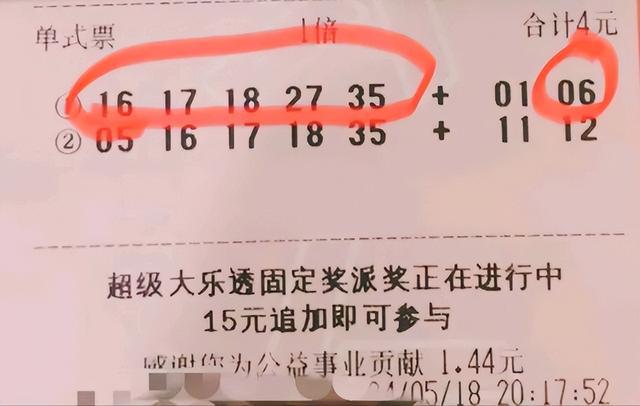 单式票 1倍 合计4元
① 16 17 18 27 35 + 01 06
② 05 16 17 18 35 + 11 12
超级大乐透固定奖派奖正在进行中
15元追加即可参与
感谢你为公益事业贡献 1.44元
24/05/18 20:17:52